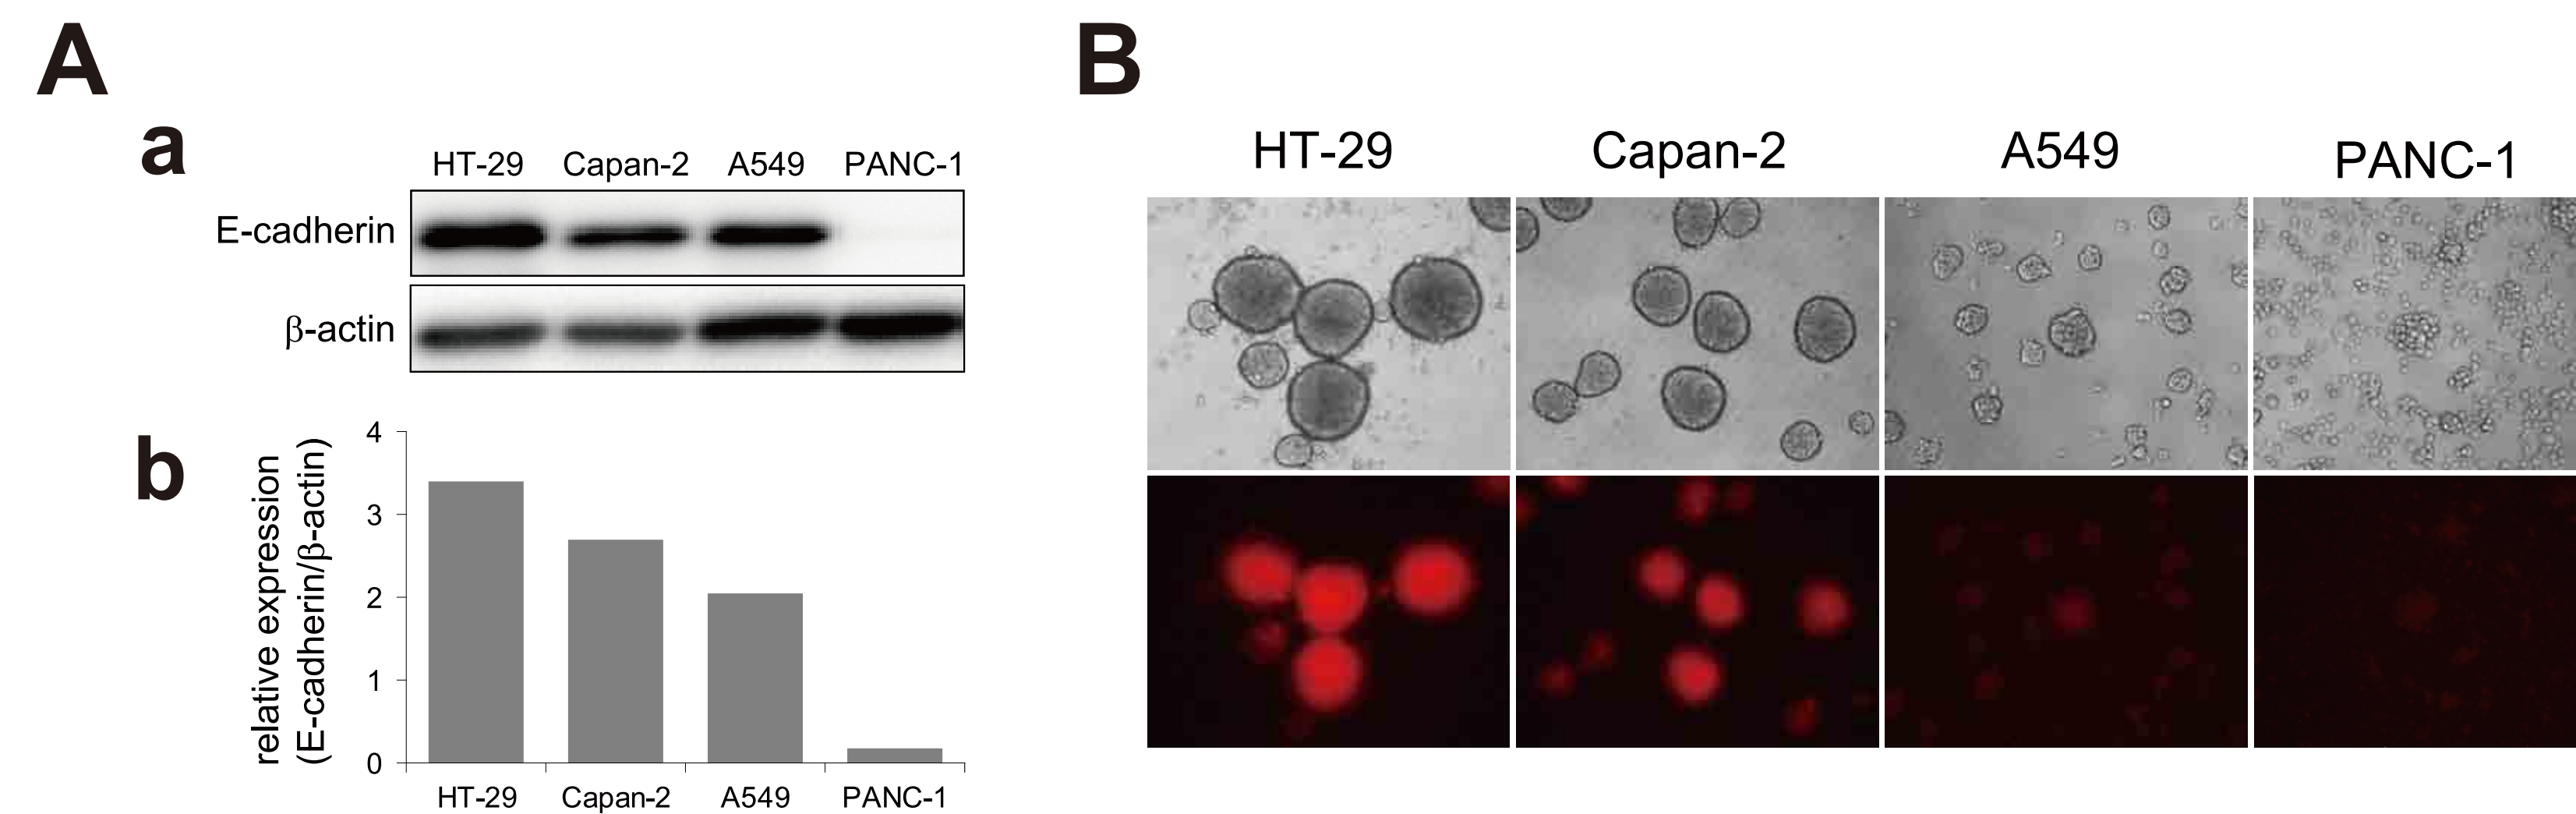 A
a
HT-29 Capan-2 A549 PANC-1
E-cadherin
β-actin
b
relative expression
(E-cadherin/β-actin)
4
3
2
1
0
HT-29 Capan-2 A549 PANC-1
B
HT-29 Capan-2 A549 PANC-1